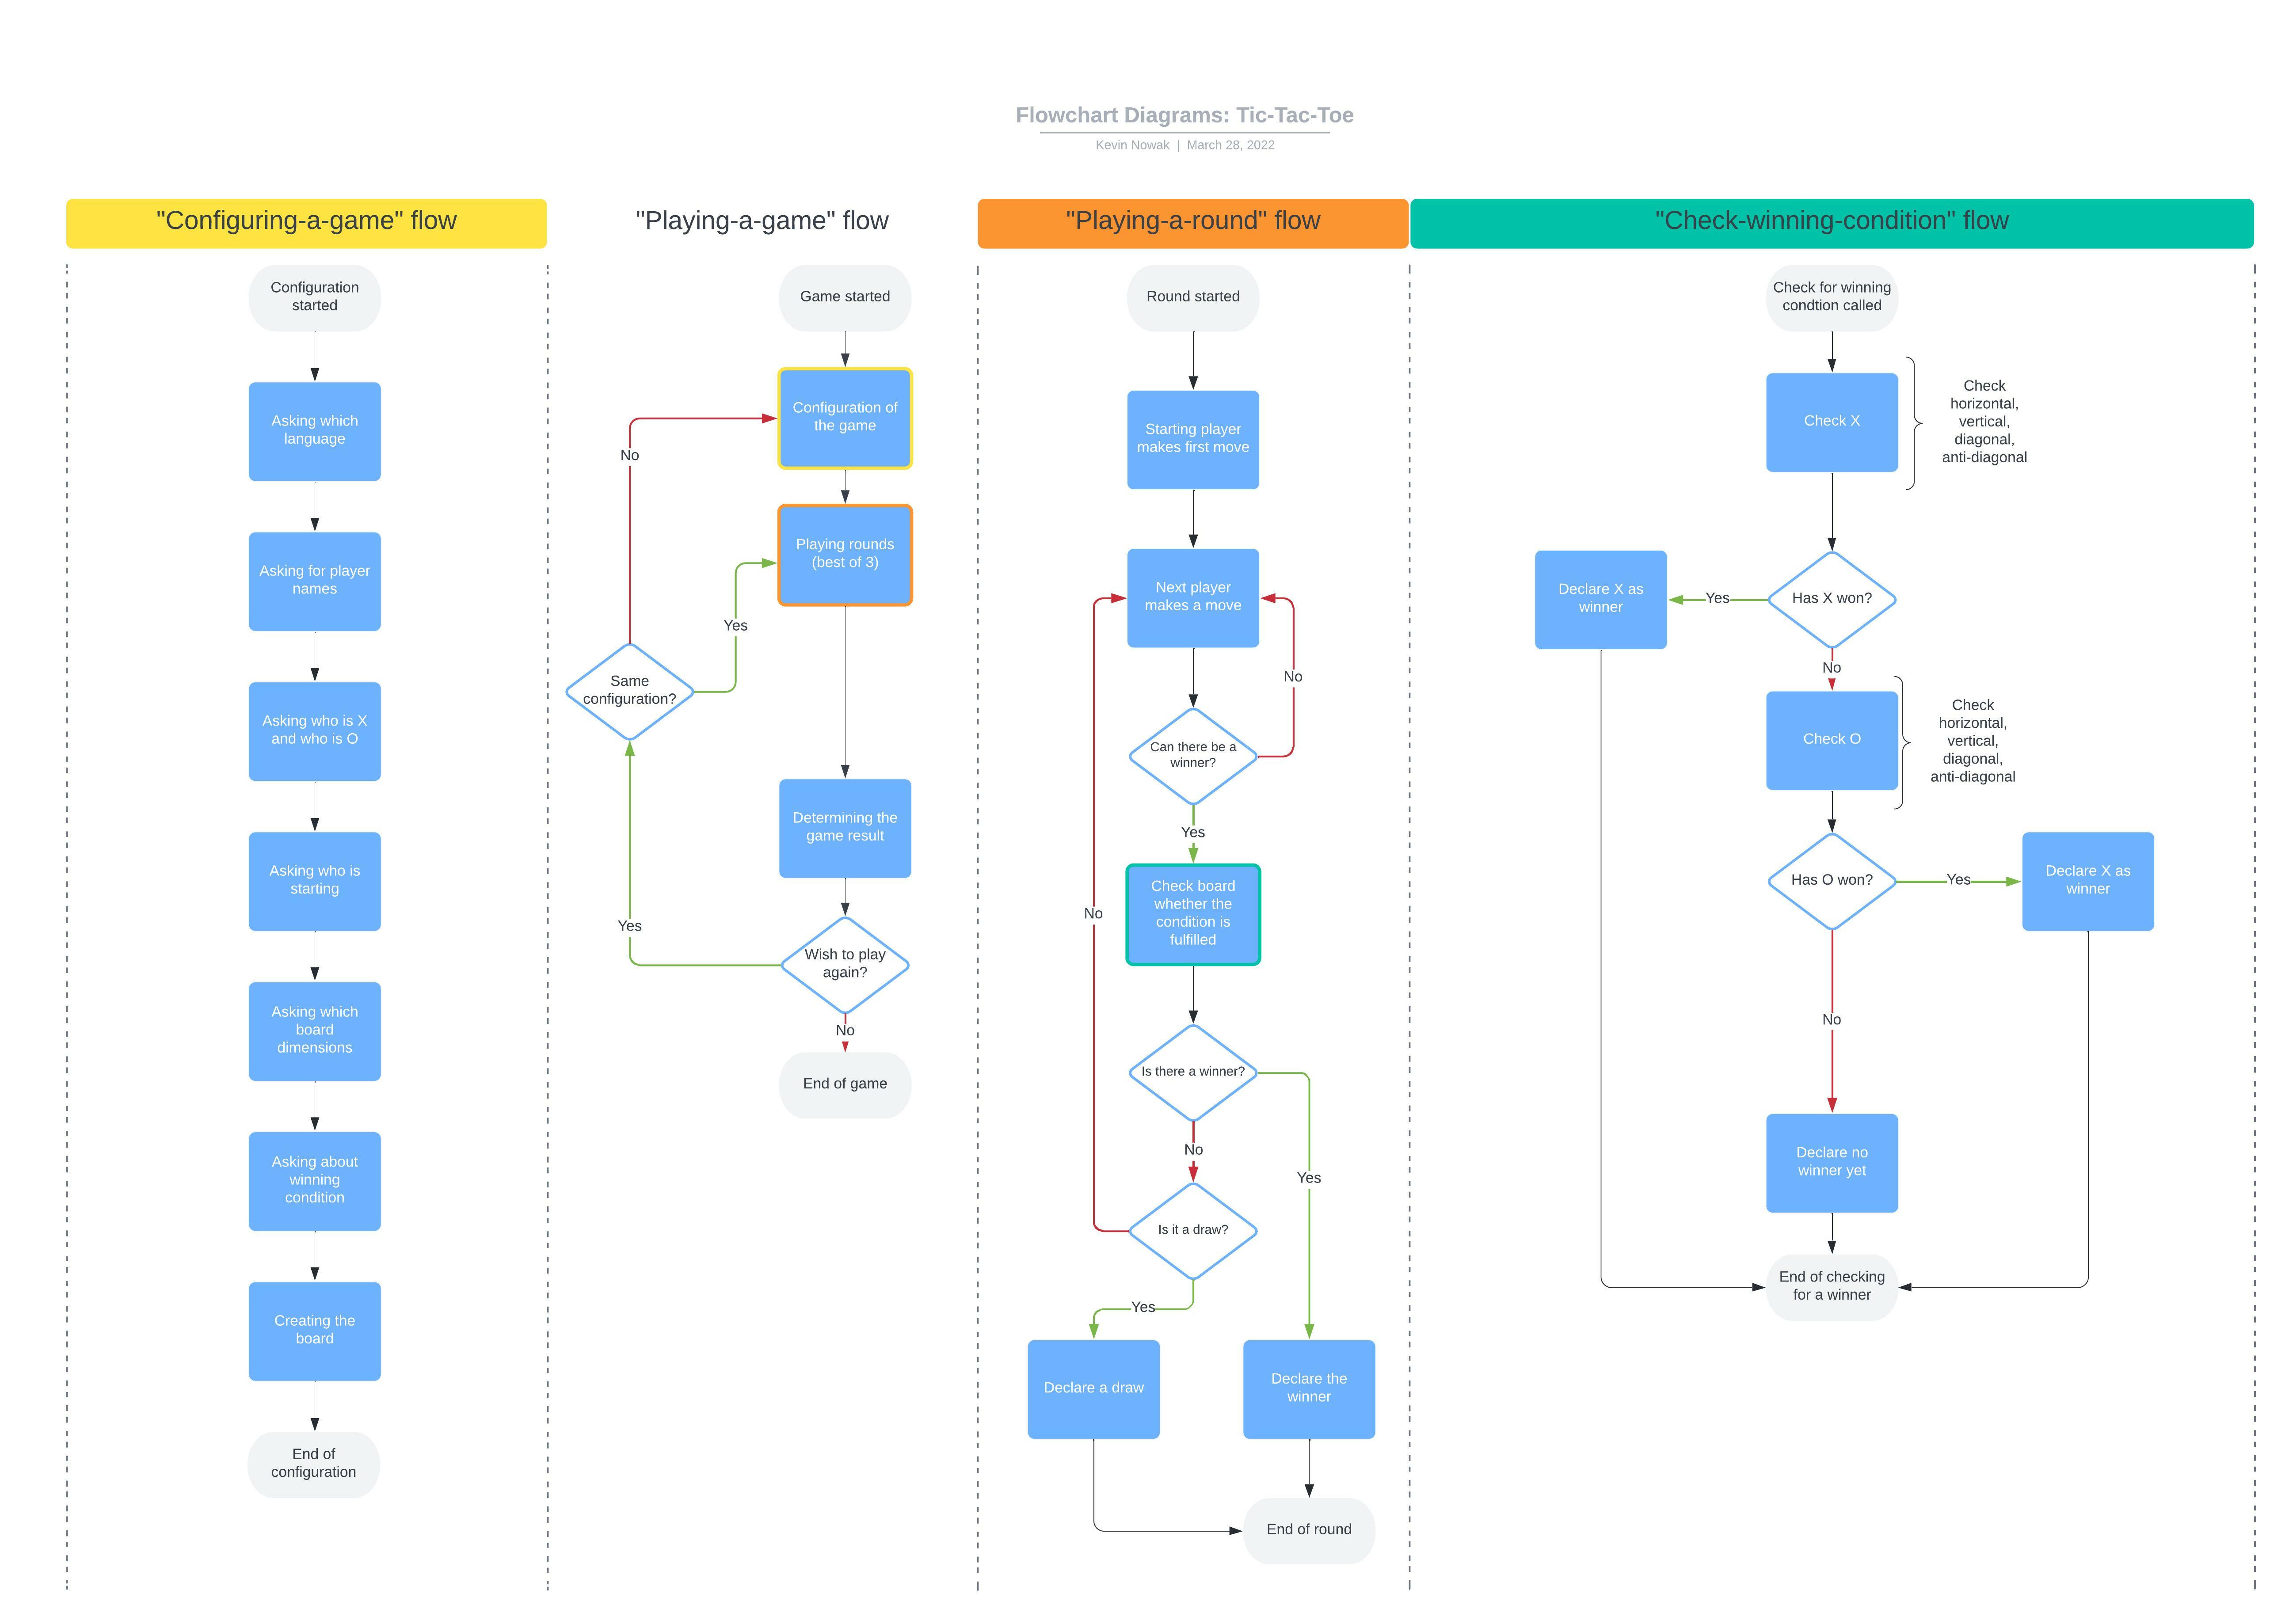 Flowchart Diagrams: Tic-Tac-Toe
Kevin Nowak | March 28, 2022
"Configuring-a-game" flow
Configuration
started
Asking which
language
Asking for player
names
Asking who is X
and who is O
Asking who is
starting
Asking which
board
dimensions
Asking about
winning
condition
Creating the
board
End of
configuration
"Playing-a-game" flow
Game started
Configuration of
the game
No
Playing rounds
(best of 3)
Yes
Same
configuration?
Determining the
game result
Yes
Wish to play
again?
No
End of game
"Playing-a-round" flow
Round started
Starting player
makes first move
Next player
makes a move
No
Can there be a
winner?
Yes
Check board
whether the
condition is
fulfilled
No
Is there a winner?
No
Yes
Is it a draw?
Yes
Declare a draw
Declare the
winner
End of round
"Check-winning-condition" flow
Check for winning
condtion called
Check X
Check
horizontal,
vertical,
diagonal,
anti-diagonal
Declare X as
winner
Yes
Has X won?
No
Check O
Check
horizontal,
vertical,
diagonal,
anti-diagonal
Has O won?
Yes
Declare X as
winner
No
Declare no
winner yet
End of checking
for a winner